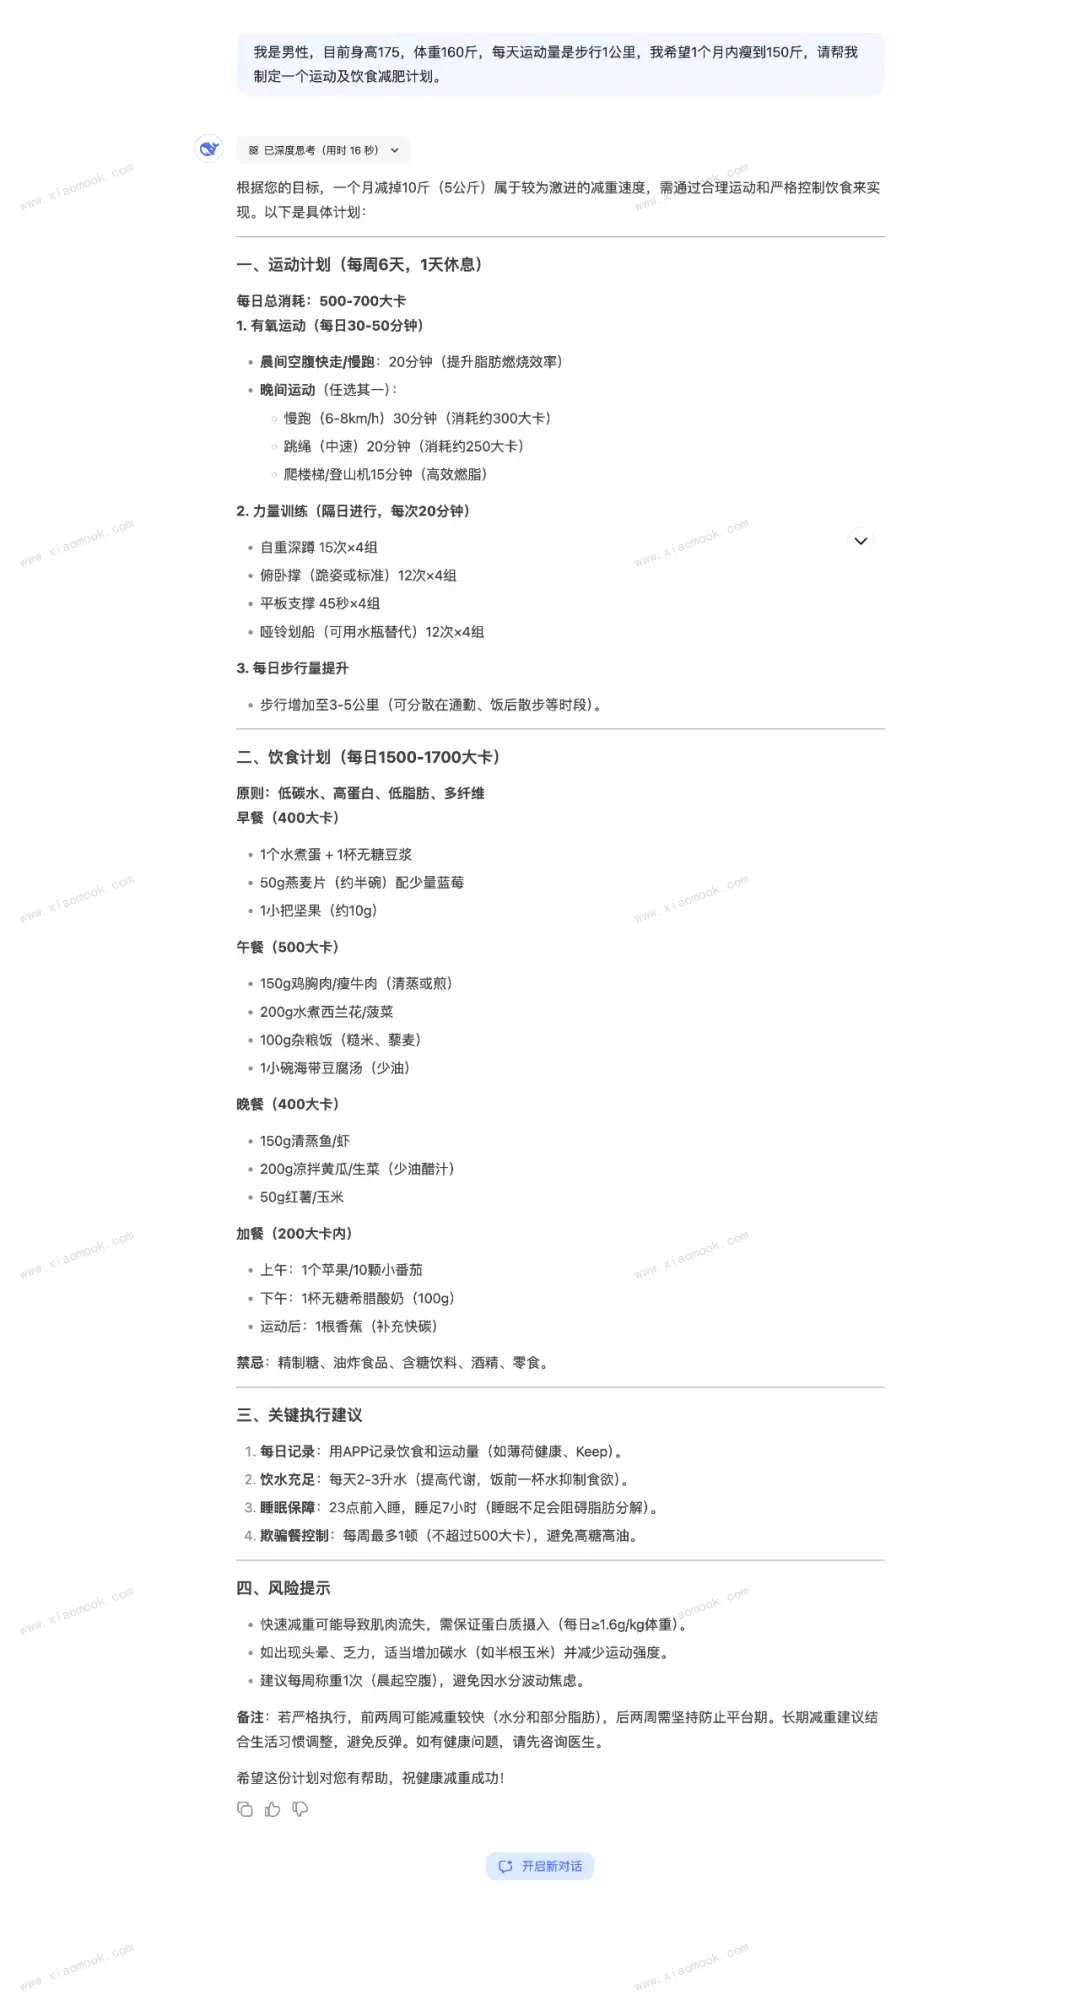 我是男性，目前身高175，体重160斤，每天运动量是步行1公里，我希望1个月内瘦到150斤，请帮我
制定一个运动及饮食减肥计划。
已深度思考（用时 16 秒）
根据您的目标，一个月减掉10斤（5公斤）属于较为激进的减重速度，需通过合理运动和严格控制饮食来实
现。以下是具体计划：
一、运动计划（每周6天，1天休息）
每日总消耗：500-700大卡
1. 有氧运动（每日30-50分钟）
• 晨间空腹快走/慢跑：20分钟（提升脂肪燃烧效率）
• 晚间运动（任选其一）：
◦ 慢跑（6-8km/h）30分钟（消耗约300大卡）
◦ 跳绳（中速）20分钟（消耗约250大卡）
◦ 爬楼梯/登山机15分钟（高效燃脂）
2. 力量训练（隔日进行，每次20分钟）
• 自重深蹲 15次×4组
• 俯卧撑（跪姿或标准）12次×4组
• 平板支撑 45秒×4组
• 哑铃划船（可用水瓶替代）12次×4组
3. 每日步行量提升
• 步行增加至3-5公里（可分散在通勤、饭后散步等时段）。
二、饮食计划（每日1500-1700大卡）
原则：低碳水、高蛋白、低脂肪、多纤维
早餐（400大卡）
• 1个水煮蛋 + 1杯无糖豆浆
• 50g燕麦片（约半碗）配少量蓝莓
• 1小把坚果（约10g）
午餐（500大卡）
• 150g鸡胸肉/瘦牛肉（清蒸或煎）
• 200g水煮西兰花/菠菜
• 100g杂粮饭（糙米、藜麦）
• 1小碗海带豆腐汤（少油）
晚餐（400大卡）
• 150g清蒸鱼/虾
• 200g凉拌黄瓜/生菜（少油醋汁）
• 50g红薯/玉米
加餐（200大卡内）
• 上午：1个苹果/10颗小番茄
• 下午：1杯无糖希腊酸奶（100g）
• 运动后：1根香蕉（补充快碳）
禁忌：精制糖、油炸食品、含糖饮料、酒精、零食。
三、关键执行建议
1. 每日记录：用APP记录饮食和运动量（如薄荷健康、Keep）。
2. 饮水充足：每天2-3升水（提高代谢，饭前一杯水抑制食欲）。
3. 睡眠保障：23点前入睡，睡足7小时（睡眠不足会阻碍脂肪分解）。
4. 欺骗餐控制：每周最多1顿（不超过500大卡），避免高糖高油。
四、风险提示
• 快速减重可能导致肌肉流失，需保证蛋白质摄入（每日≥1.6g/kg体重）。
• 如出现头晕、乏力，适当增加碳水（如半根玉米）并减少运动强度。
• 建议每周称重1次（晨起空腹），避免因水分波动焦虑。
备注：若严格执行，前两周可能减重较快（水分和部分脂肪），后两周需坚持防止平台期。长期减重建议结
合生活习惯调整，避免反弹。如有健康问题，请先咨询医生。
希望这份计划对您有帮助，祝健康减重成功！
开启新对话
www.xiaomook.com
www.xiaomook.com
www.xiaomook.com
www.xiaomook.com
www.xiaomook.com
www.xiaomook.com
www.xiaomook.com
www.xiaomook.com
www.xiaomook.com
www.xiaomook.com
www.xiaomook.com
www.xiaomook.com